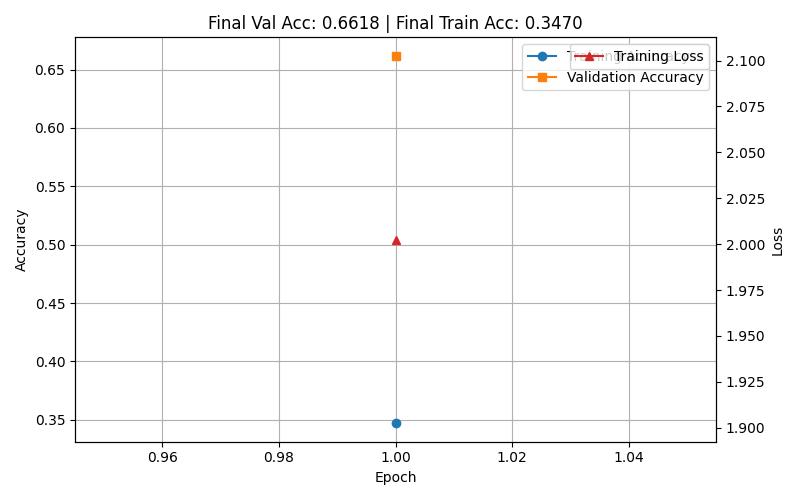 Final Val Acc: 0.6618 | Final Train Acc: 0.3470
Training Loss
Validation Accuracy
0.65
0.60
0.55
0.50
0.45
0.40
0.35
Accuracy
2.100
2.075
2.050
2.025
2.000
1.975
1.950
1.925
1.900
Loss
0.96 0.98 1.00 1.02 1.04
Epoch